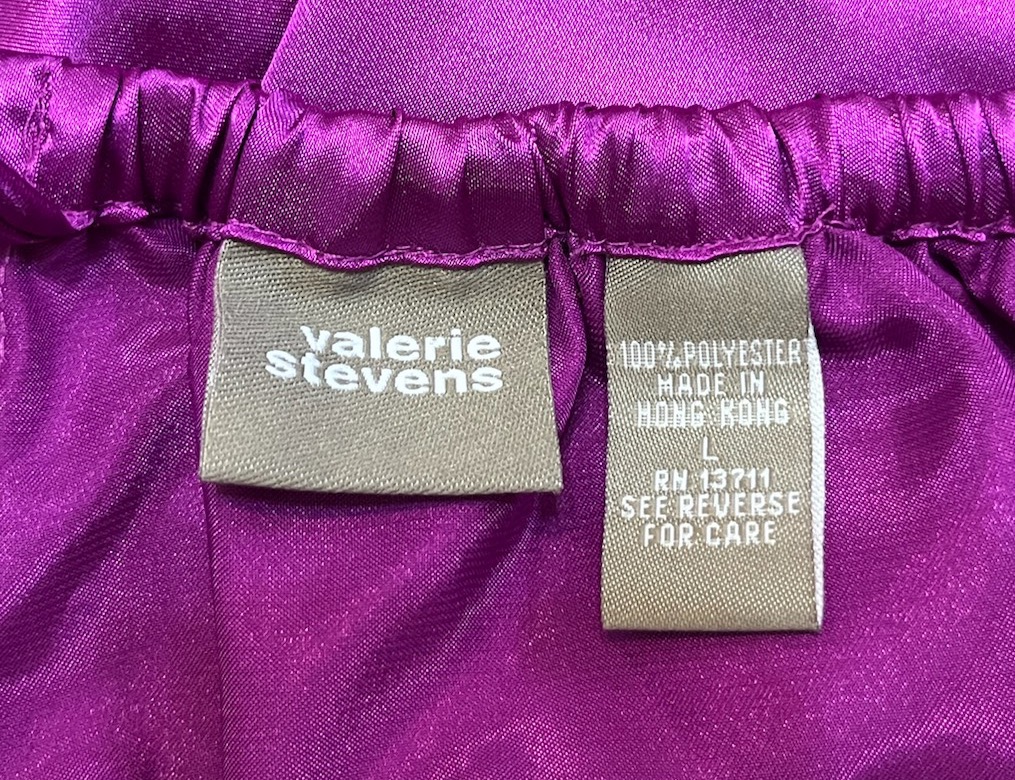 valerie
stevens
100% POLYESTER
MADE IN
HONG KONG
L
RN 13711
SEE REVERSE
FOR CARE